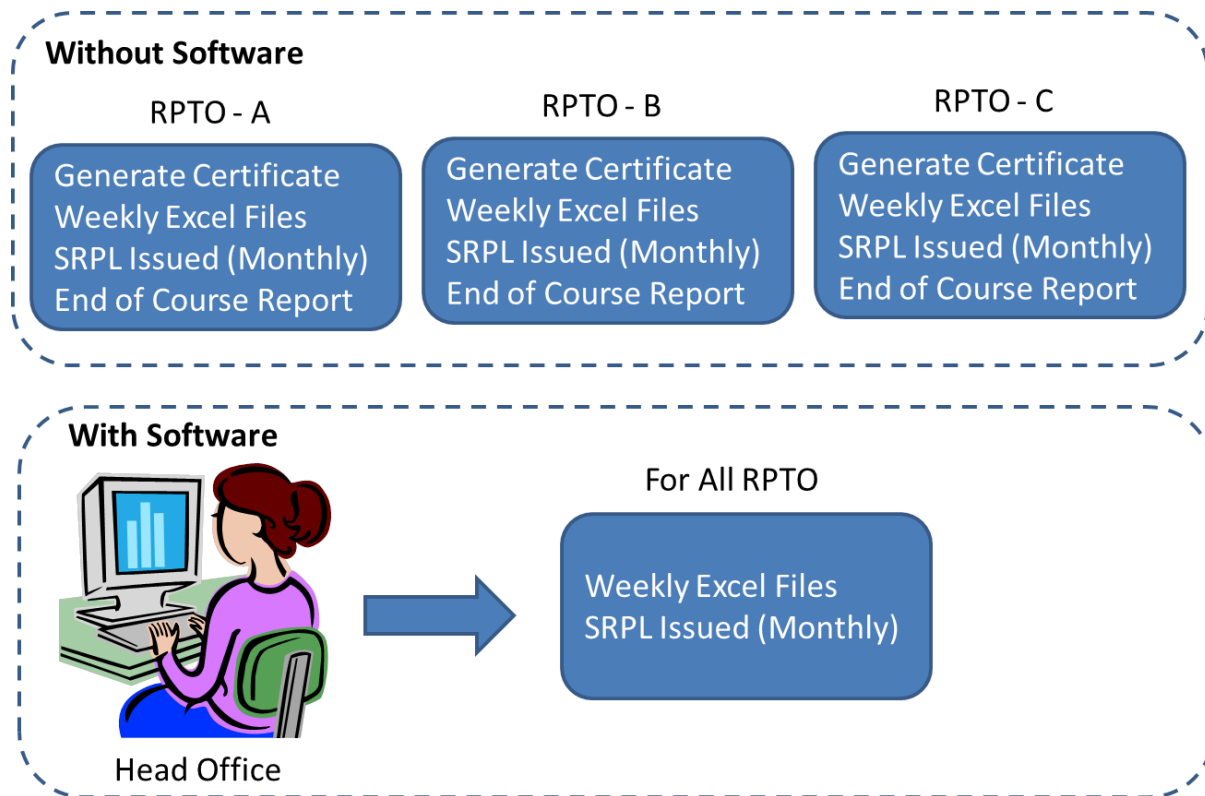 Without Software
RPTO - A
Generate Certificate
Weekly Excel Files
SRPL Issued (Monthly)
End of Course Report
RPTO - B
Generate Certificate
Weekly Excel Files
SRPL Issued (Monthly)
End of Course Report
RPTO - C
Generate Certificate
Weekly Excel Files
SRPL Issued (Monthly)
End of Course Report
With Software
Head Office
For All RPTO
Weekly Excel Files
SRPL Issued (Monthly)